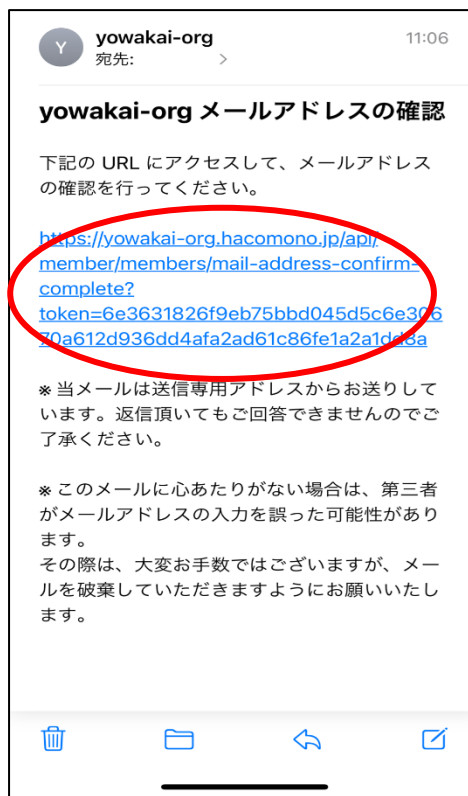 Y
yowakai-org
11:06
宛先:
yowakai-org メールアドレスの確認
下記の URL にアクセスして、メールアドレス
の確認を行ってください。
https://yowakai-org.hacomono.jp/api/
member/members/mail-address-confirm-
complete?
token=6e3631826f9eb75bbd045d5c6e306
70a612d936dd4afa2ad61c86fe1a2a1dd8a
※ 当メールは送信専用アドレスからお送りして
います。返信頂いてもご回答できませんのでご
了承ください。
※ このメールに心あたりがない場合は、第三者
がメールアドレスの入力を誤った可能性があり
ます。
その際は、大変お手数ではございますが、メー
ルを破棄していただきますようにお願いいたし
ます。